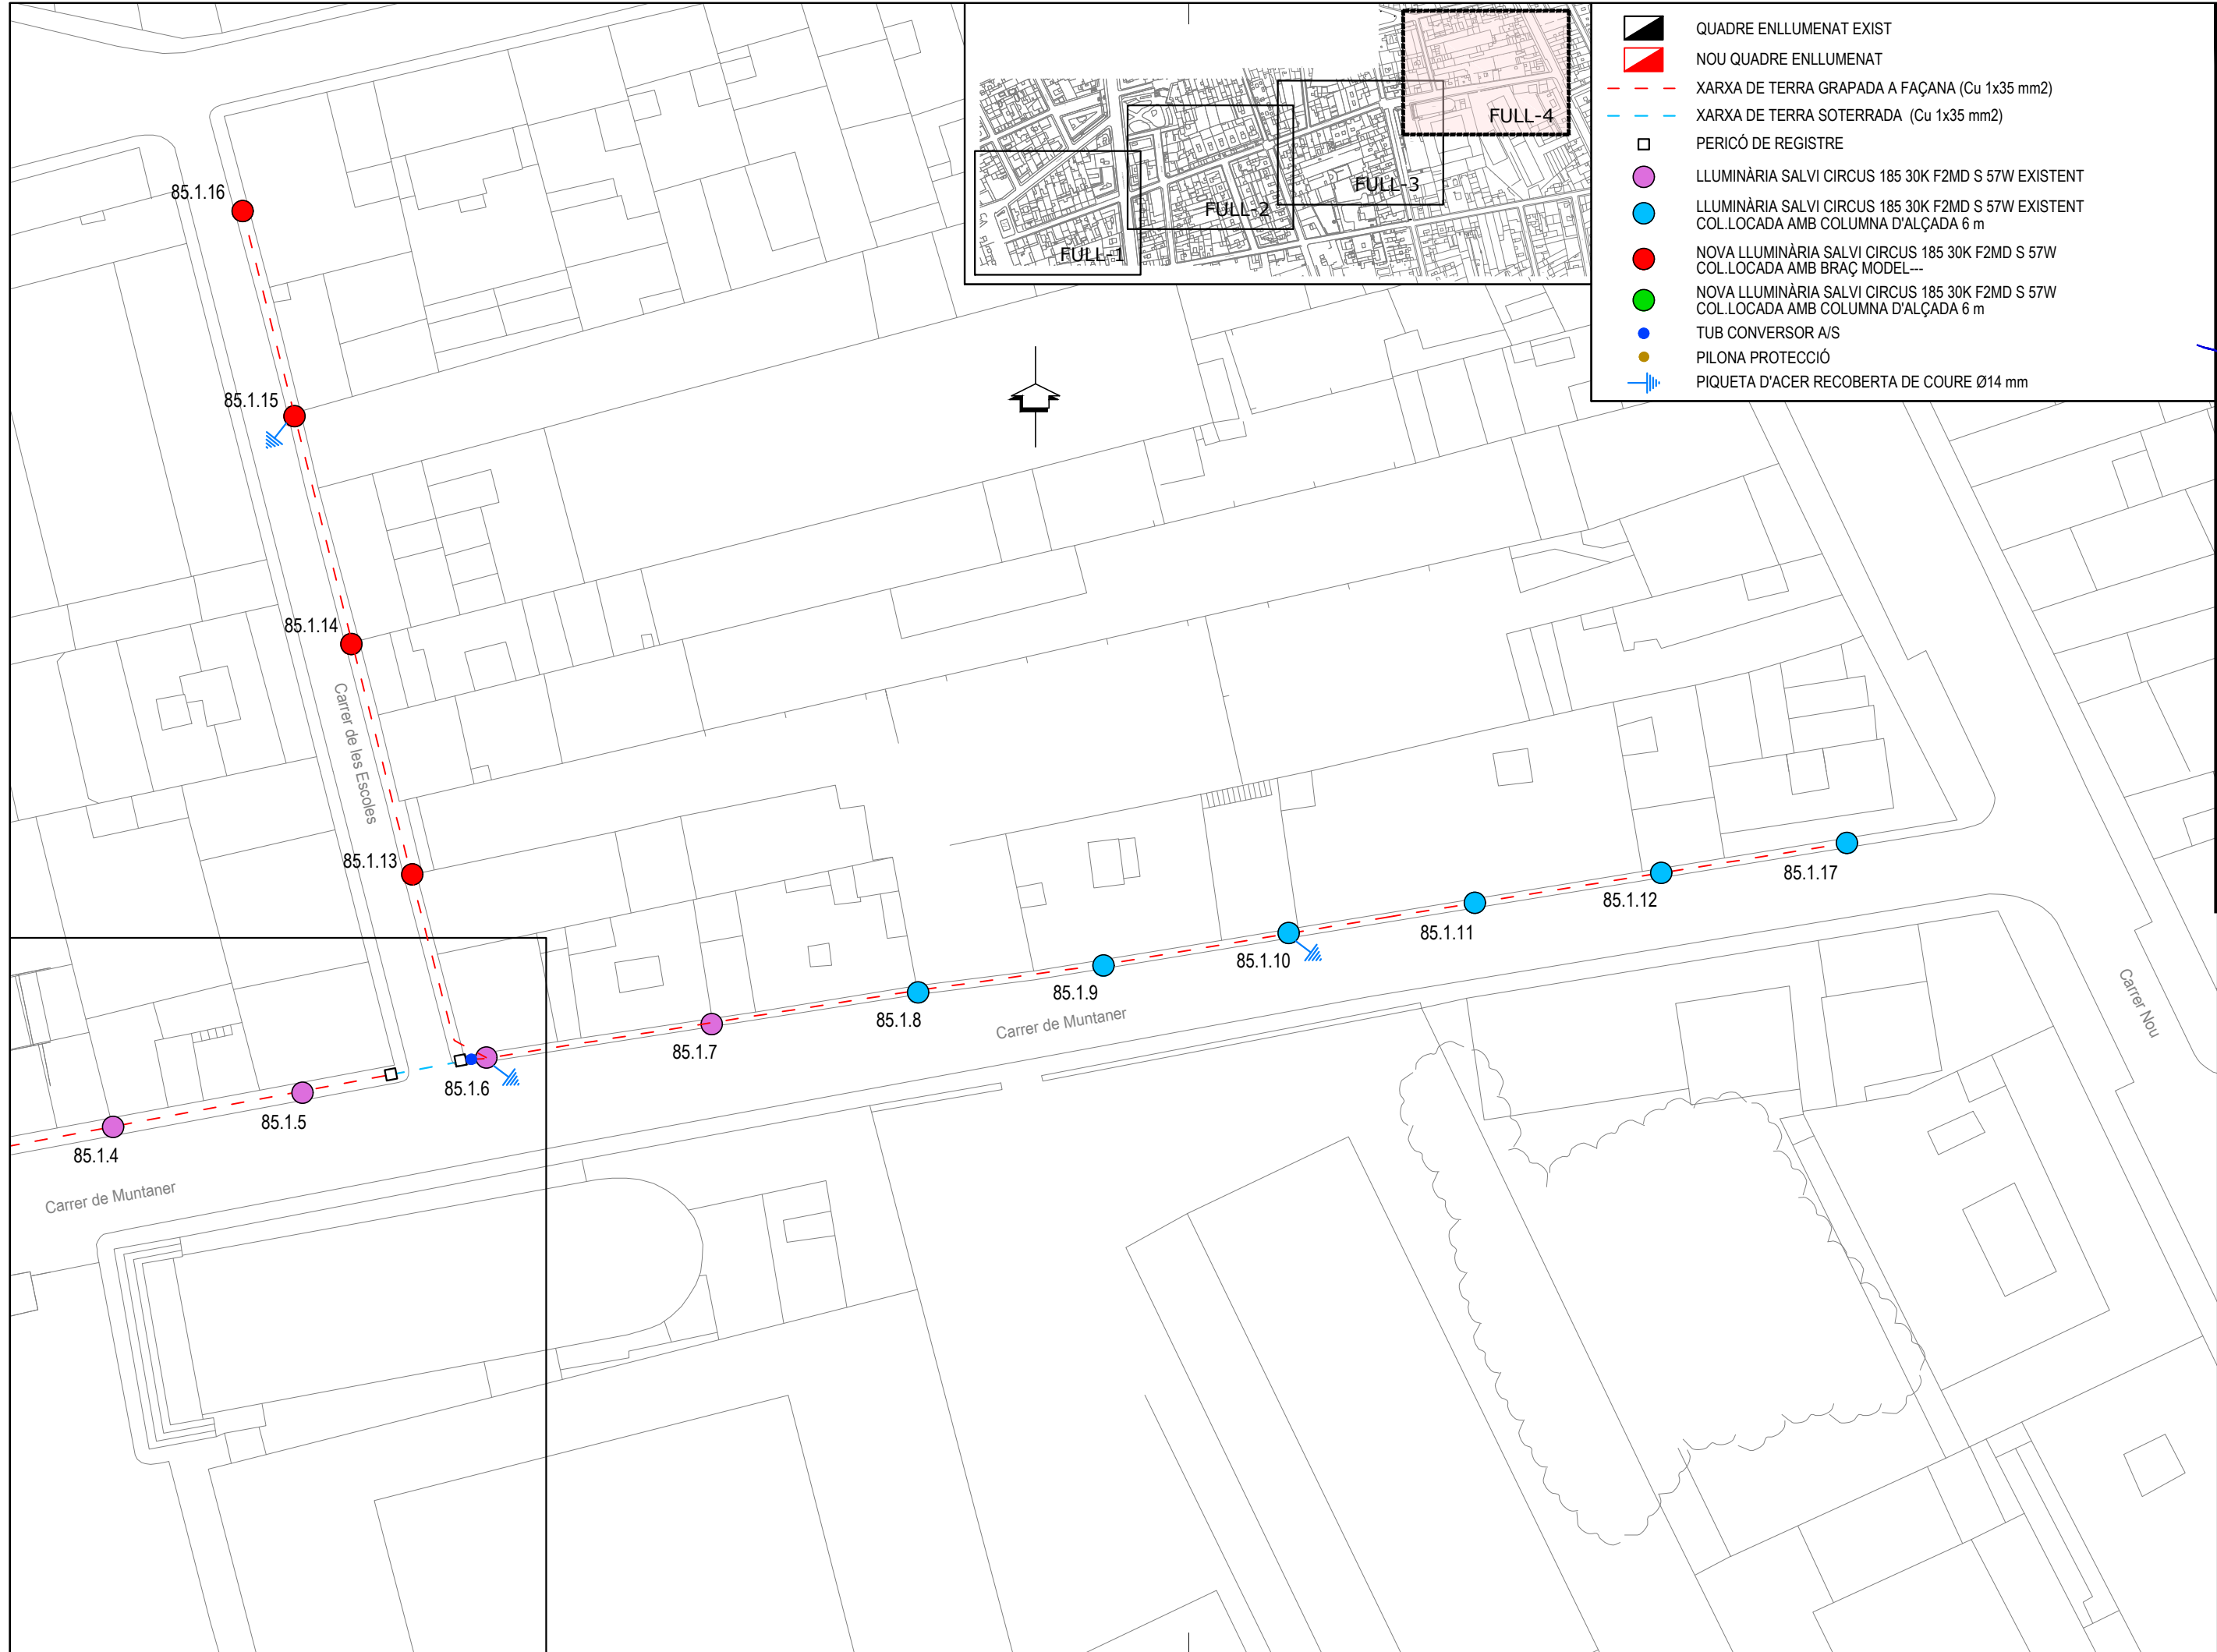 QUADRE ENLLUMENAT EXIST
NOU QUADRE ENLLUMENAT
XARXA DE TERRA GRAPADA A FAÇANA (Cu 1x35 mm2)
XARXA DE TERRA SOTERRADA (Cu 1x35 mm2)
PERICÓ DE REGISTRE
LLUMINÀRIA SALVI CIRCUS 185 30K F2MD S 57W EXISTENT
LLUMINÀRIA SALVI CIRCUS 185 30K F2MD S 57W EXISTENT
COL.LOCADA AMB COLUMNA D'ALÇADA 6 m
NOVA LLUMINÀRIA SALVI CIRCUS 185 30K F2MD S 57W
COL.LOCADA AMB BRAÇ MODEL---
NOVA LLUMINÀRIA SALVI CIRCUS 185 30K F2MD S 57W
COL.LOCADA AMB COLUMNA D'ALÇADA 6 m
TUB CONVERSOR A/S
PILONA PROTECCIÓ
PIQUETA D'ACER RECOBERTA DE COURE Ø14 mm
FULL-4
FULL-3
FULL-2
FULL-1
85.1.16
85.1.15
85.1.14
Carrer de les Escoles
85.1.13
85.1.17
85.1.12
85.1.11
85.1.10
85.1.9
85.1.8
Carrer de Muntaner
Carrer Nou
85.1.7
85.1.6
85.1.5
85.1.4
Carrer de Muntaner